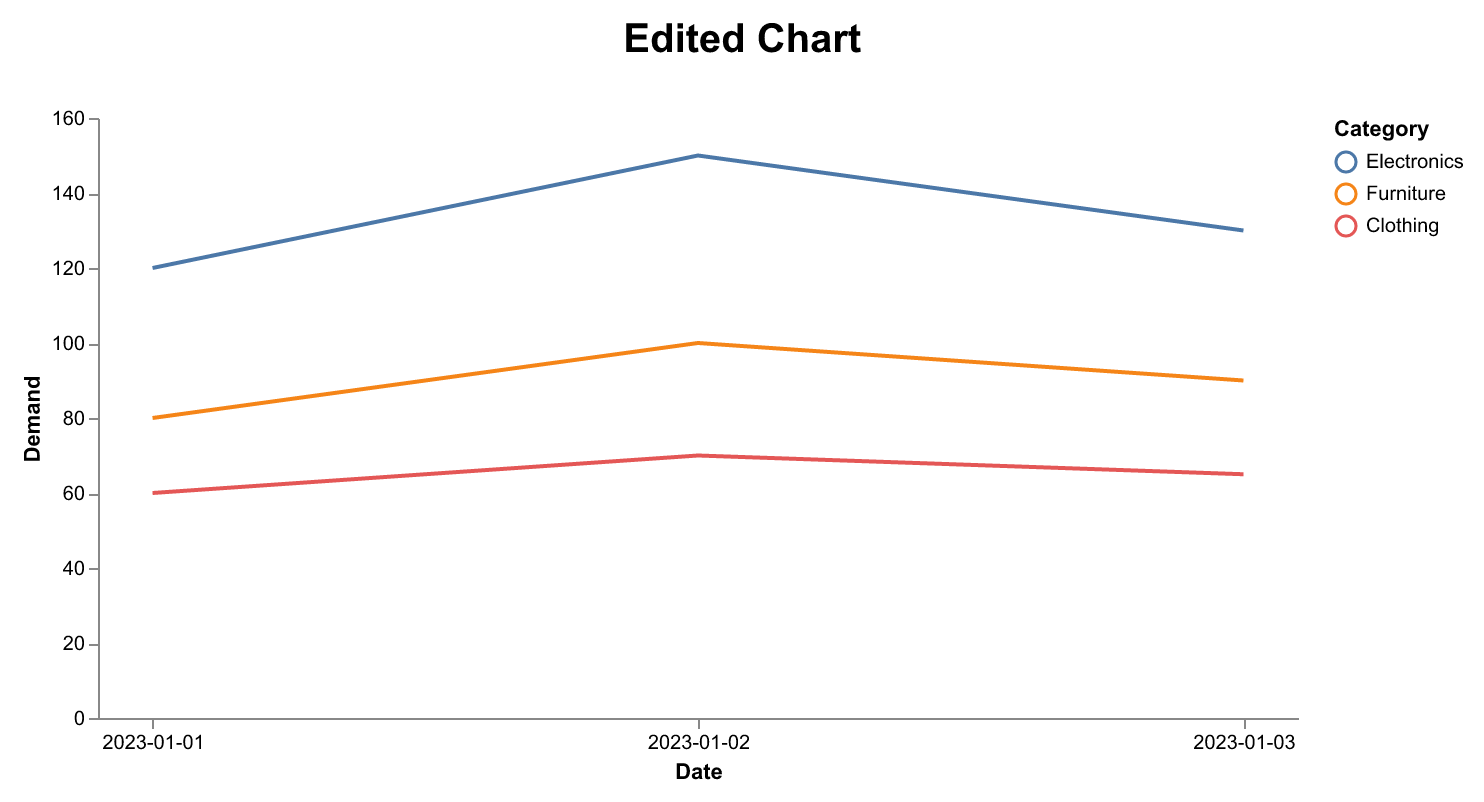 Edited Chart
160
140
120
100
80
60
40
20
0
Demand
2023-01-01 2023-01-02 2023-01-03
Date
Category
Electronics
Furniture
Clothing